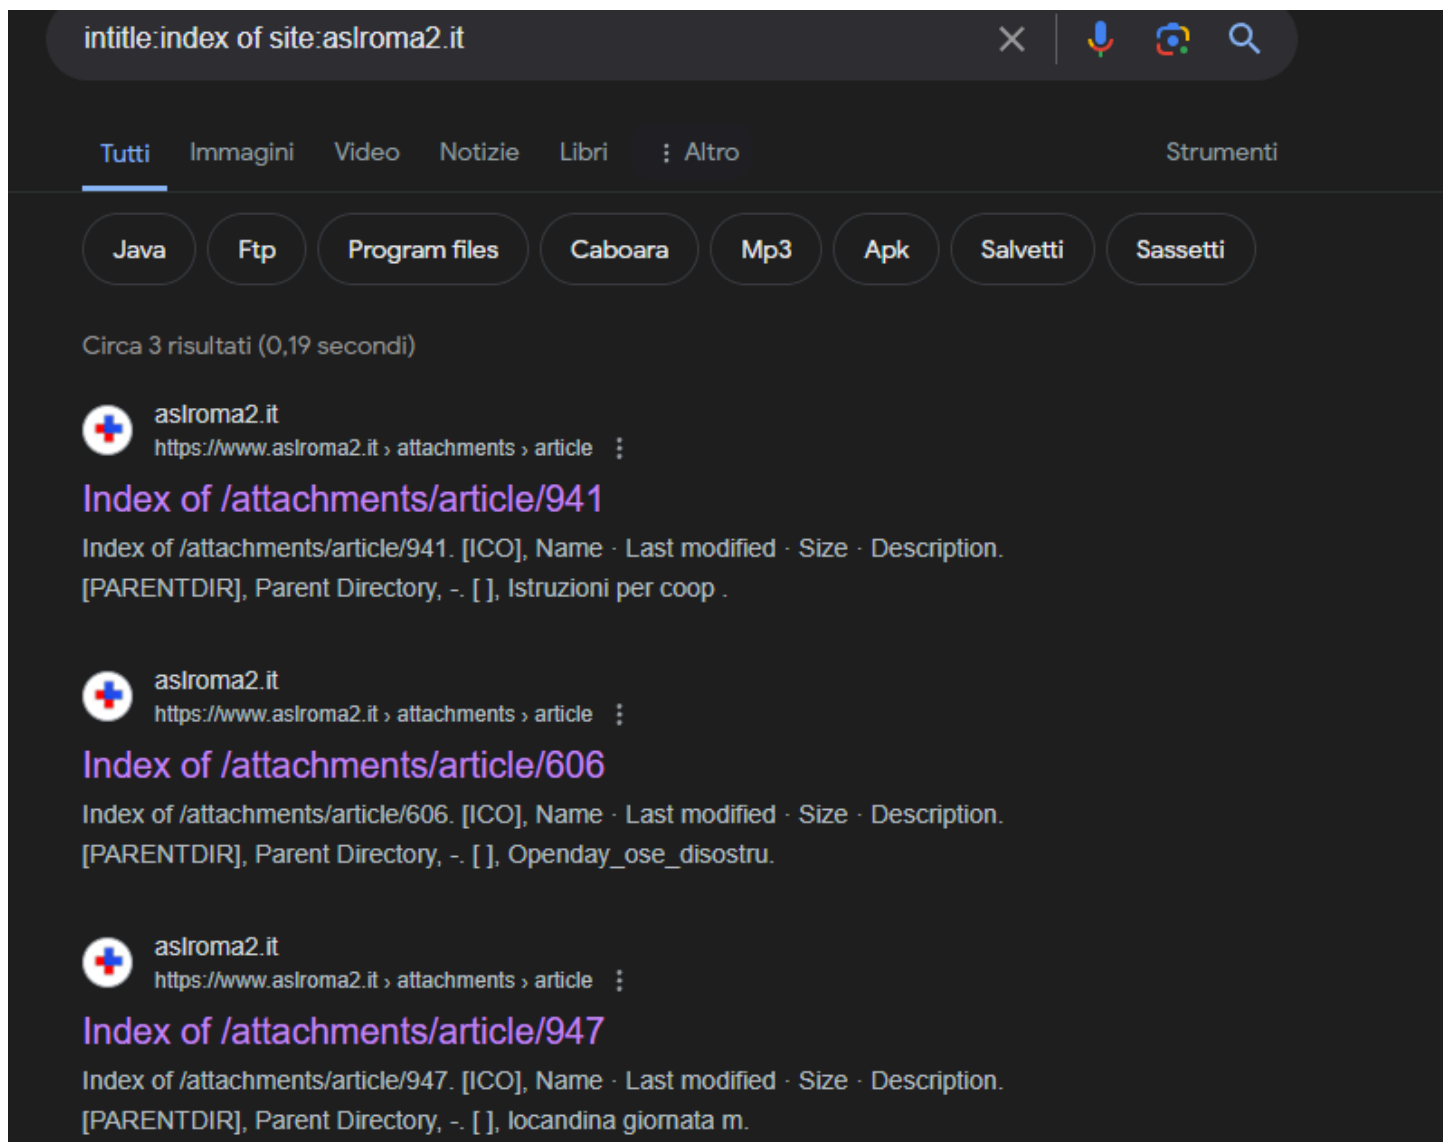 intitle:index of site:aslroma2.it
Tutti Immagini Video Notizie Libri Altro Strumenti
Java Ftp Program files Caboara Mp3 Apk Salvetti Sassetti
Circa 3 risultati (0,19 secondi)
aslroma2.it
https://www.aslroma2.it › attachments › article
Index of /attachments/article/941
Index of /attachments/article/941. [ICO], Name · Last modified · Size · Description.
[PARENTDIR], Parent Directory, -. [ ], Istruzioni per coop .
aslroma2.it
https://www.aslroma2.it › attachments › article
Index of /attachments/article/606
Index of /attachments/article/606. [ICO], Name · Last modified · Size · Description.
[PARENTDIR], Parent Directory, -. [ ], Openday_ose_disostru.
aslroma2.it
https://www.aslroma2.it › attachments › article
Index of /attachments/article/947
Index of /attachments/article/947. [ICO], Name · Last modified · Size · Description.
[PARENTDIR], Parent Directory, -. [ ], locandina giornata m.